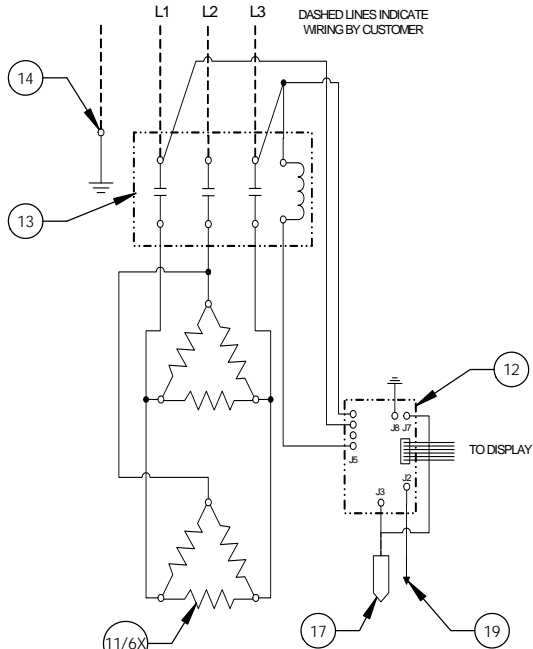 L1 L2 L3
DASHED LINES INDICATE
WIRING BY CUSTOMER
14
13
12
J8 J7
J5
TO DISPLAY
J3
J2
11/6X
17
19